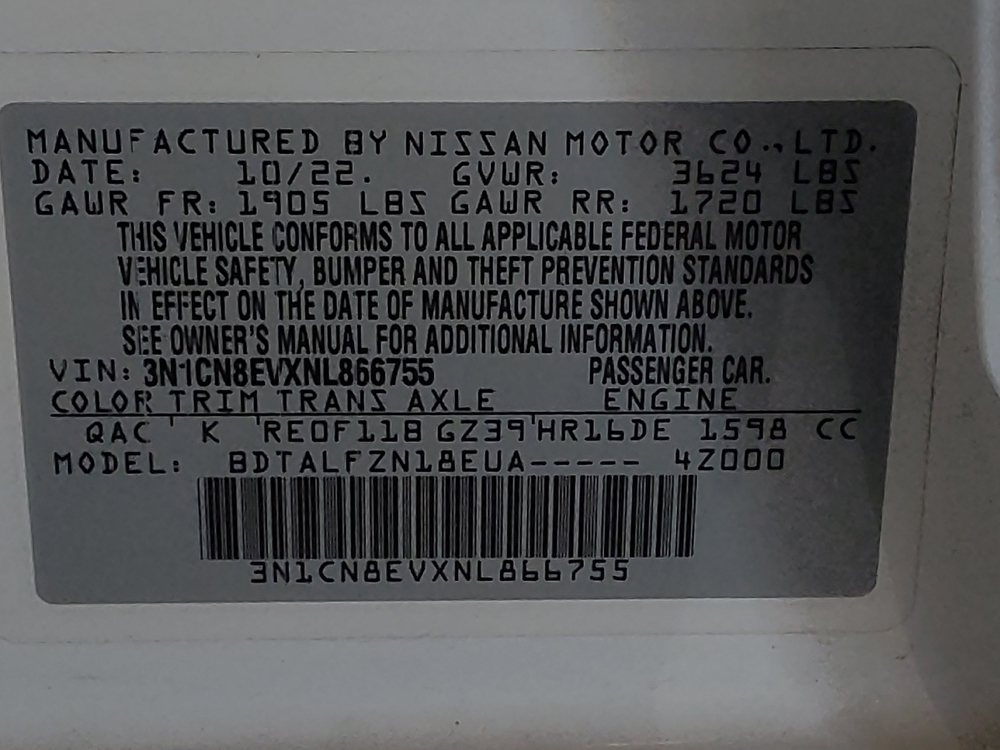 MANUFACTURED BY NISSAN MOTOR CO.,LTD.
DATE: 10/22. GVWR: 3624 LBS
GAWR FR: 1905 LBS GAWR RR: 1720 LBS
THIS VEHICLE CONFORMS TO ALL APPLICABLE FEDERAL MOTOR
VEHICLE SAFETY, BUMPER AND THEFT PREVENTION STANDARDS
IN EFFECT ON THE DATE OF MANUFACTURE SHOWN ABOVE.
SEE OWNER'S MANUAL FOR ADDITIONAL INFORMATION.
VIN: 3N1CN8EVXNL866755 PASSENGER CAR.
COLOR TRIM TRANS AXLE ENGINE
QAC ' K 'RE0F11B GZ39'HR16DE 1598 CC
MODEL: BDTALFZN18EUA----- 4Z000
3N1CN8EVXNL866755